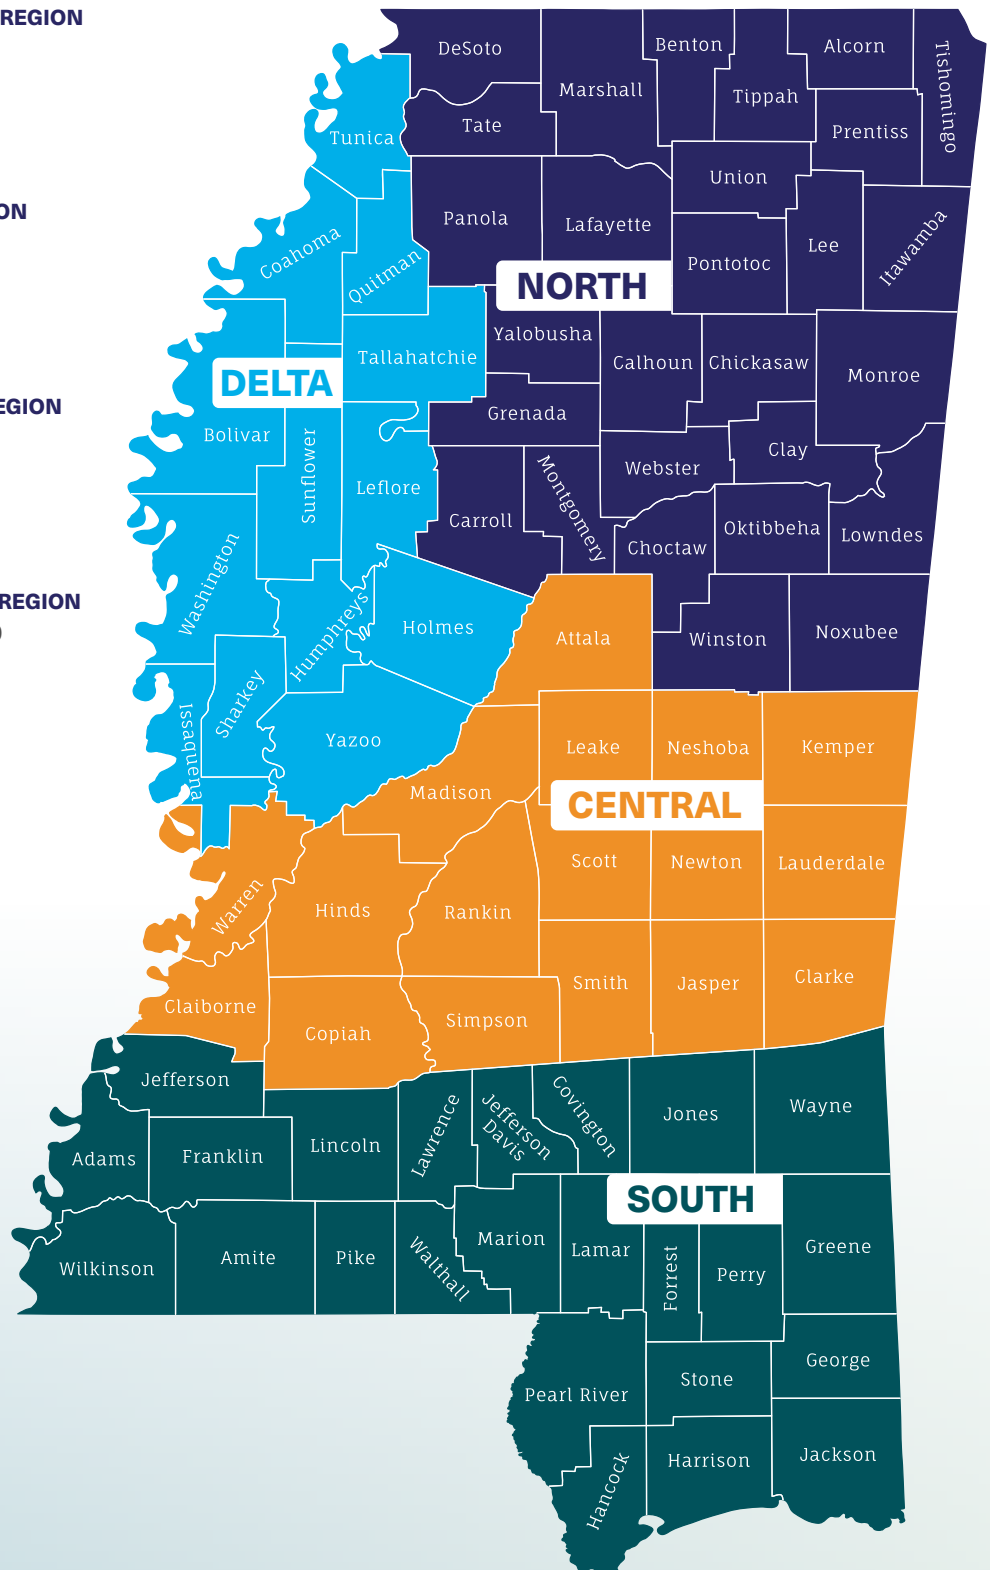 REGION
DeSoto
Benton
Alcorn
Tishomingo
Marshall
Tippah
Tate
Prentiss
Tunica
Union
ON
Panola
Lafayette
Lee
Itawamba
Coahoma
Quitman
Pontotoc
NORTH
Yalobusha
Tallahatchie
Calhoun
Chickasaw
Monroe
DELTA
EGION
Grenada
Bolivar
Sunflower
Clay
Webster
Leflore
Montgomery
Carroll
Oktibbeha
Lowndes
Choctaw
Washington
REGION
)
Humphreys
Holmes
Attala
Winston
Noxubee
Sharkey
Issaquena
Yazoo
Leake
Neshoba
Kemper
Madison
CENTRAL
Scott
Newton
Lauderdale
Warren
Hinds
Rankin
Smith
Jasper
Clarke
Claiborne
Copiah
Simpson
Jefferson
Lawrence
Jefferson
Davis
Covington
Jones
Wayne
Adams
Franklin
Lincoln
SOUTH
Wilkinson
Amite
Pike
Walthall
Marion
Lamar
Forrest
Perry
Greene
Pearl River
Stone
George
Hancock
Harrison
Jackson